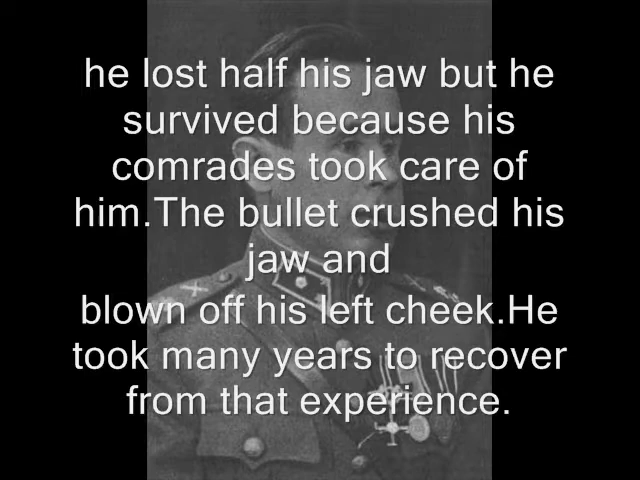 he lost half his jaw but he
survived because his
comrades took care of
him.The bullet crushed his
jaw and
blown off his left cheek.He
took many years to recover
from that experience.